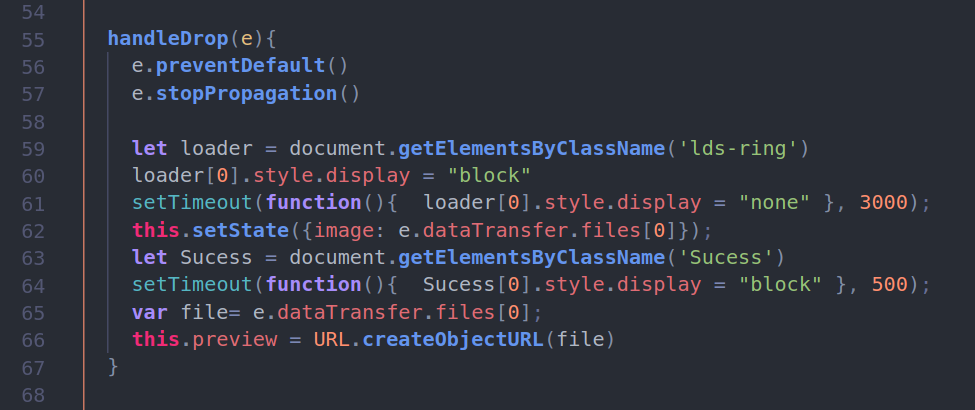 54
55 handleDrop(e){
56 e.preventDefault()
57 e.stopPropagation()
58
59 let loader = document.getElementsByClassName('lds-ring')
60 loader[0].style.display = "block"
61 setTimeout(function(){  loader[0].style.display = "none" }, 3000);
62 this.setState({image: e.dataTransfer.files[0]});
63 let Sucess = document.getElementsByClassName('Sucess')
64 setTimeout(function(){  Sucess[0].style.display = "block" }, 500);
65 var file= e.dataTransfer.files[0];
66 this.preview = URL.createObjectURL(file)
67 }
68